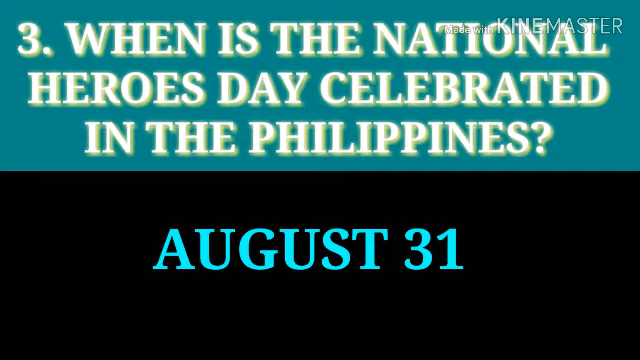 Made with KINEMASTER
3. WHEN IS THE NATIONAL
HEROES DAY CELEBRATED
IN THE PHILIPPINES?
AUGUST 31